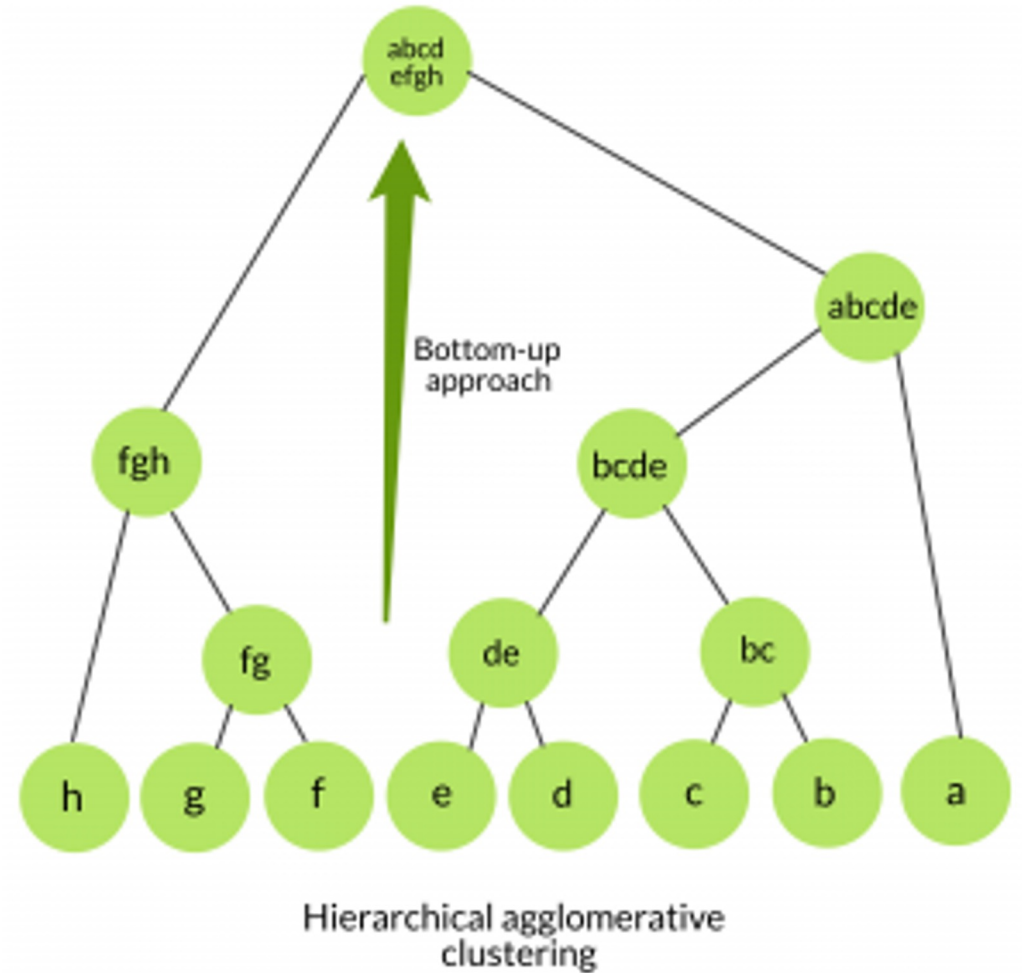 abcd
efgh
abcde
Bottom-up
approach
fgh
bcde
fg
de
bc
h
g
f
e
d
c
b
a
Hierarchical agglomerative
clustering